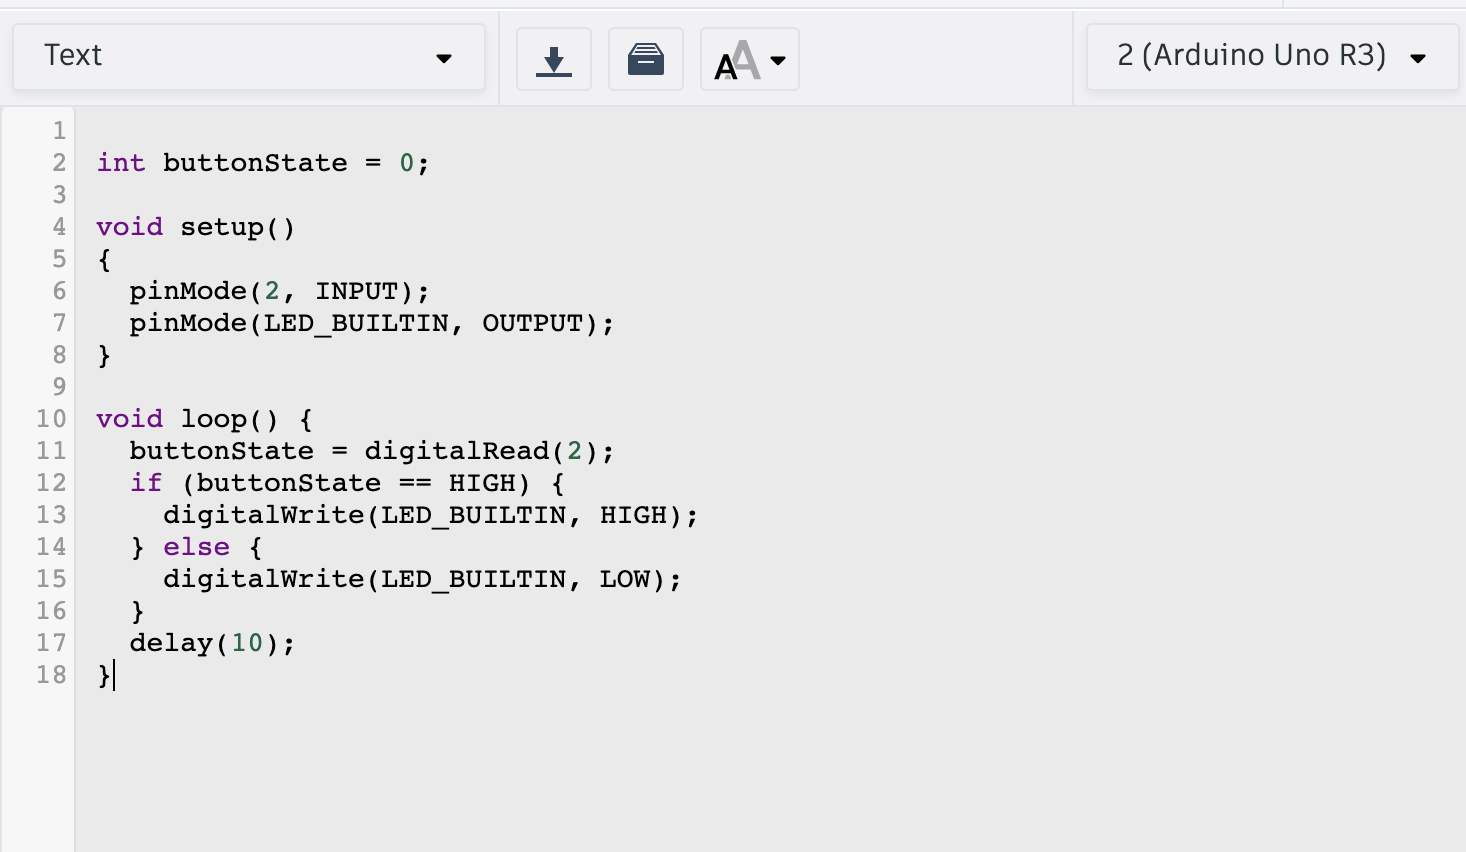 Text
AA
2 (Arduino Uno R3)
1
2 int buttonState = 0;
3
4 void setup()
5 {
6   pinMode(2, INPUT);
7   pinMode(LED_BUILTIN, OUTPUT);
8 }
9
10 void loop() {
11   buttonState = digitalRead(2);
12   if (buttonState == HIGH) {
13     digitalWrite(LED_BUILTIN, HIGH);
14   } else {
15     digitalWrite(LED_BUILTIN, LOW);
16   }
17   delay(10);
18 }